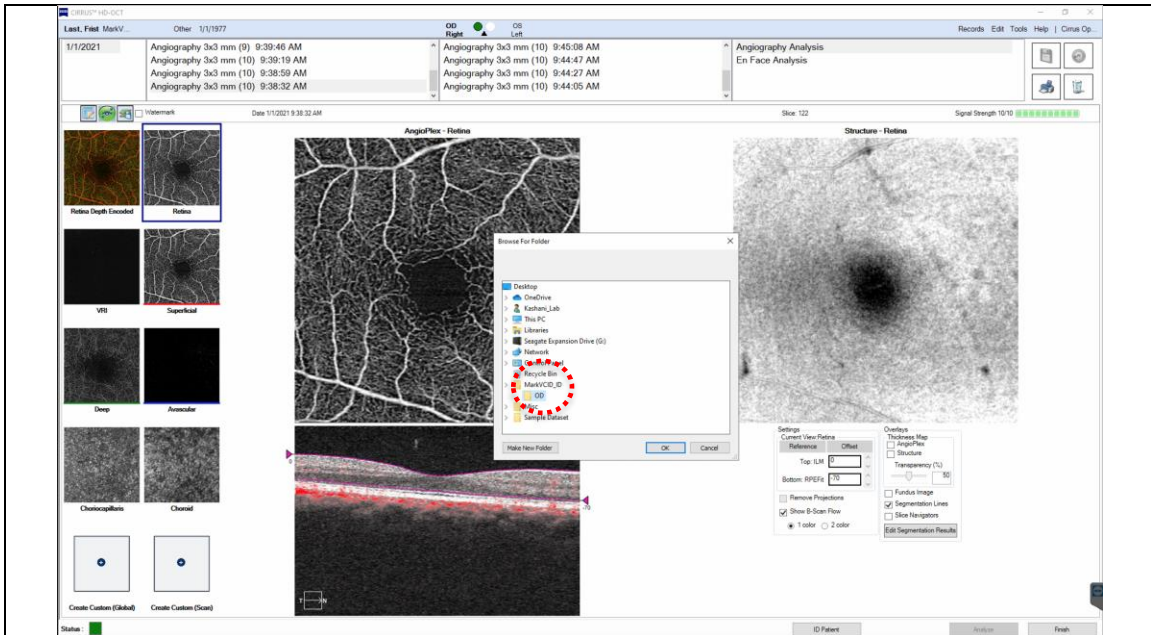 CIRRUS™ HD-OCT
Last, Frist MarkV... Other 1/1/1977 OD Right OS Left Records Edit Tools Help | Cirrus Op...
1/1/2021
Angiography 3x3 mm (9) 9:39:46 AM
Angiography 3x3 mm (10) 9:39:19 AM
Angiography 3x3 mm (10) 9:38:59 AM
Angiography 3x3 mm (10) 9:38:32 AM
Angiography 3x3 mm (10) 9:45:08 AM
Angiography 3x3 mm (10) 9:44:47 AM
Angiography 3x3 mm (10) 9:44:27 AM
Angiography 3x3 mm (10) 9:44:05 AM
Angiography Analysis
En Face Analysis
Watermark Date 1/1/2021 9:38:32 AM Slice: 122 Signal Strength 10/10
AngioPlex - Retina
Structure - Retina
Retina Depth Encoded
Retina
VRI
Superficial
Deep
Avascular
Choriocapillaris
Choroid
Create Custom (Global)
Create Custom (Scan)
Browse For Folder
Desktop
OneDrive
Kashani_Lab
This PC
Libraries
Seagate Expansion Drive (G:)
Network
Control Panel
Recycle Bin
MarkVCID_ID
OD
Misc
Sample Dataset
Make New Folder OK Cancel
0
-70
T N
Settings
Current View:Retina
Reference Offset
Top: ILM 0
Bottom: RPEFit -70
Remove Projections
Show B-Scan Flow
1 color 2 color
Overlays
Thickness Map
AngioPlex
Structure
Transparency (%)
50
Fundus Image
Segmentation Lines
Slice Navigators
Edit Segmentation Results
Status :
ID Patient Analyze Finish